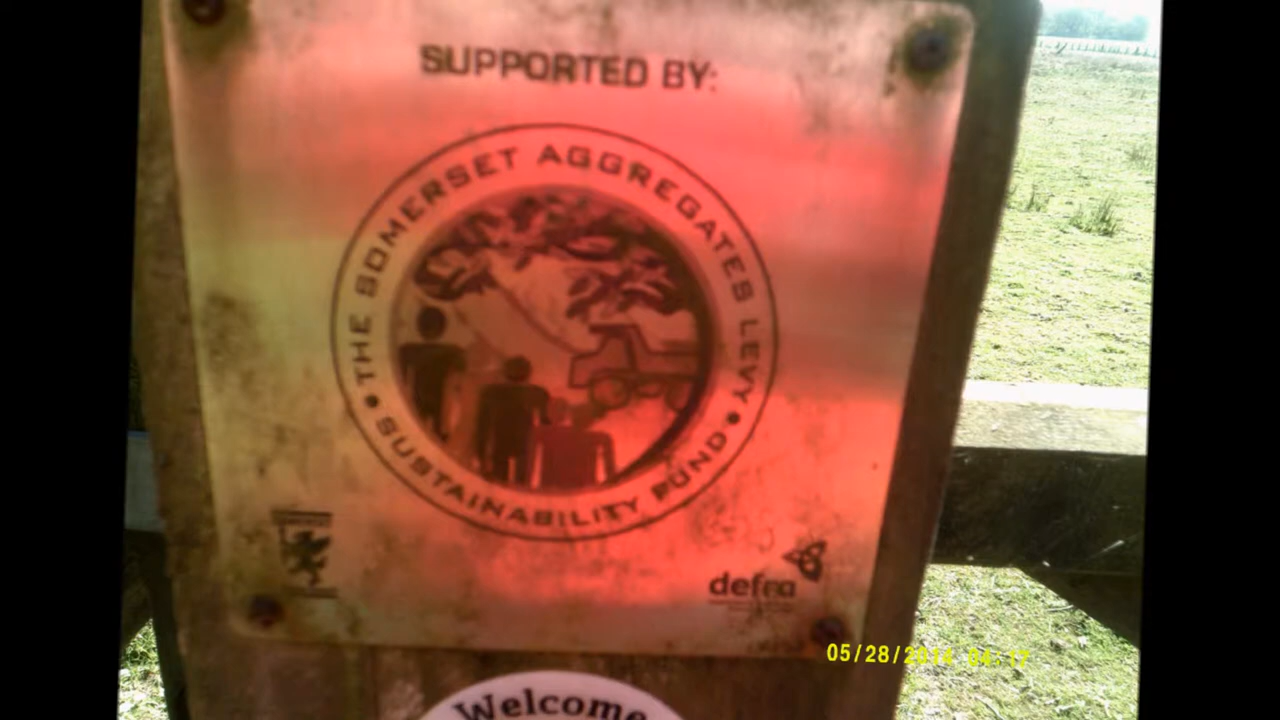 SUPPORTED BY:
• THE SOMERSET AGGREGATES LEVY •
SUSTAINABILITY FUND
defra
05/28/2014 04:17
Welcome